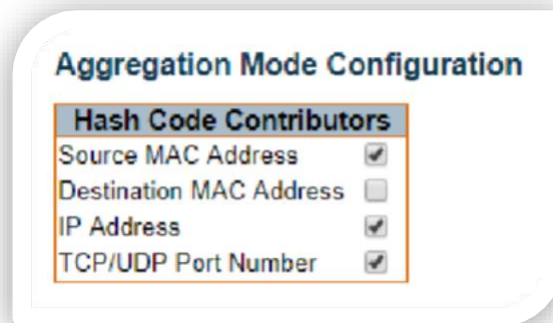 Aggregation Mode Configuration
Hash Code Contributors
Source MAC Address
Destination MAC Address
IP Address
TCP/UDP Port Number